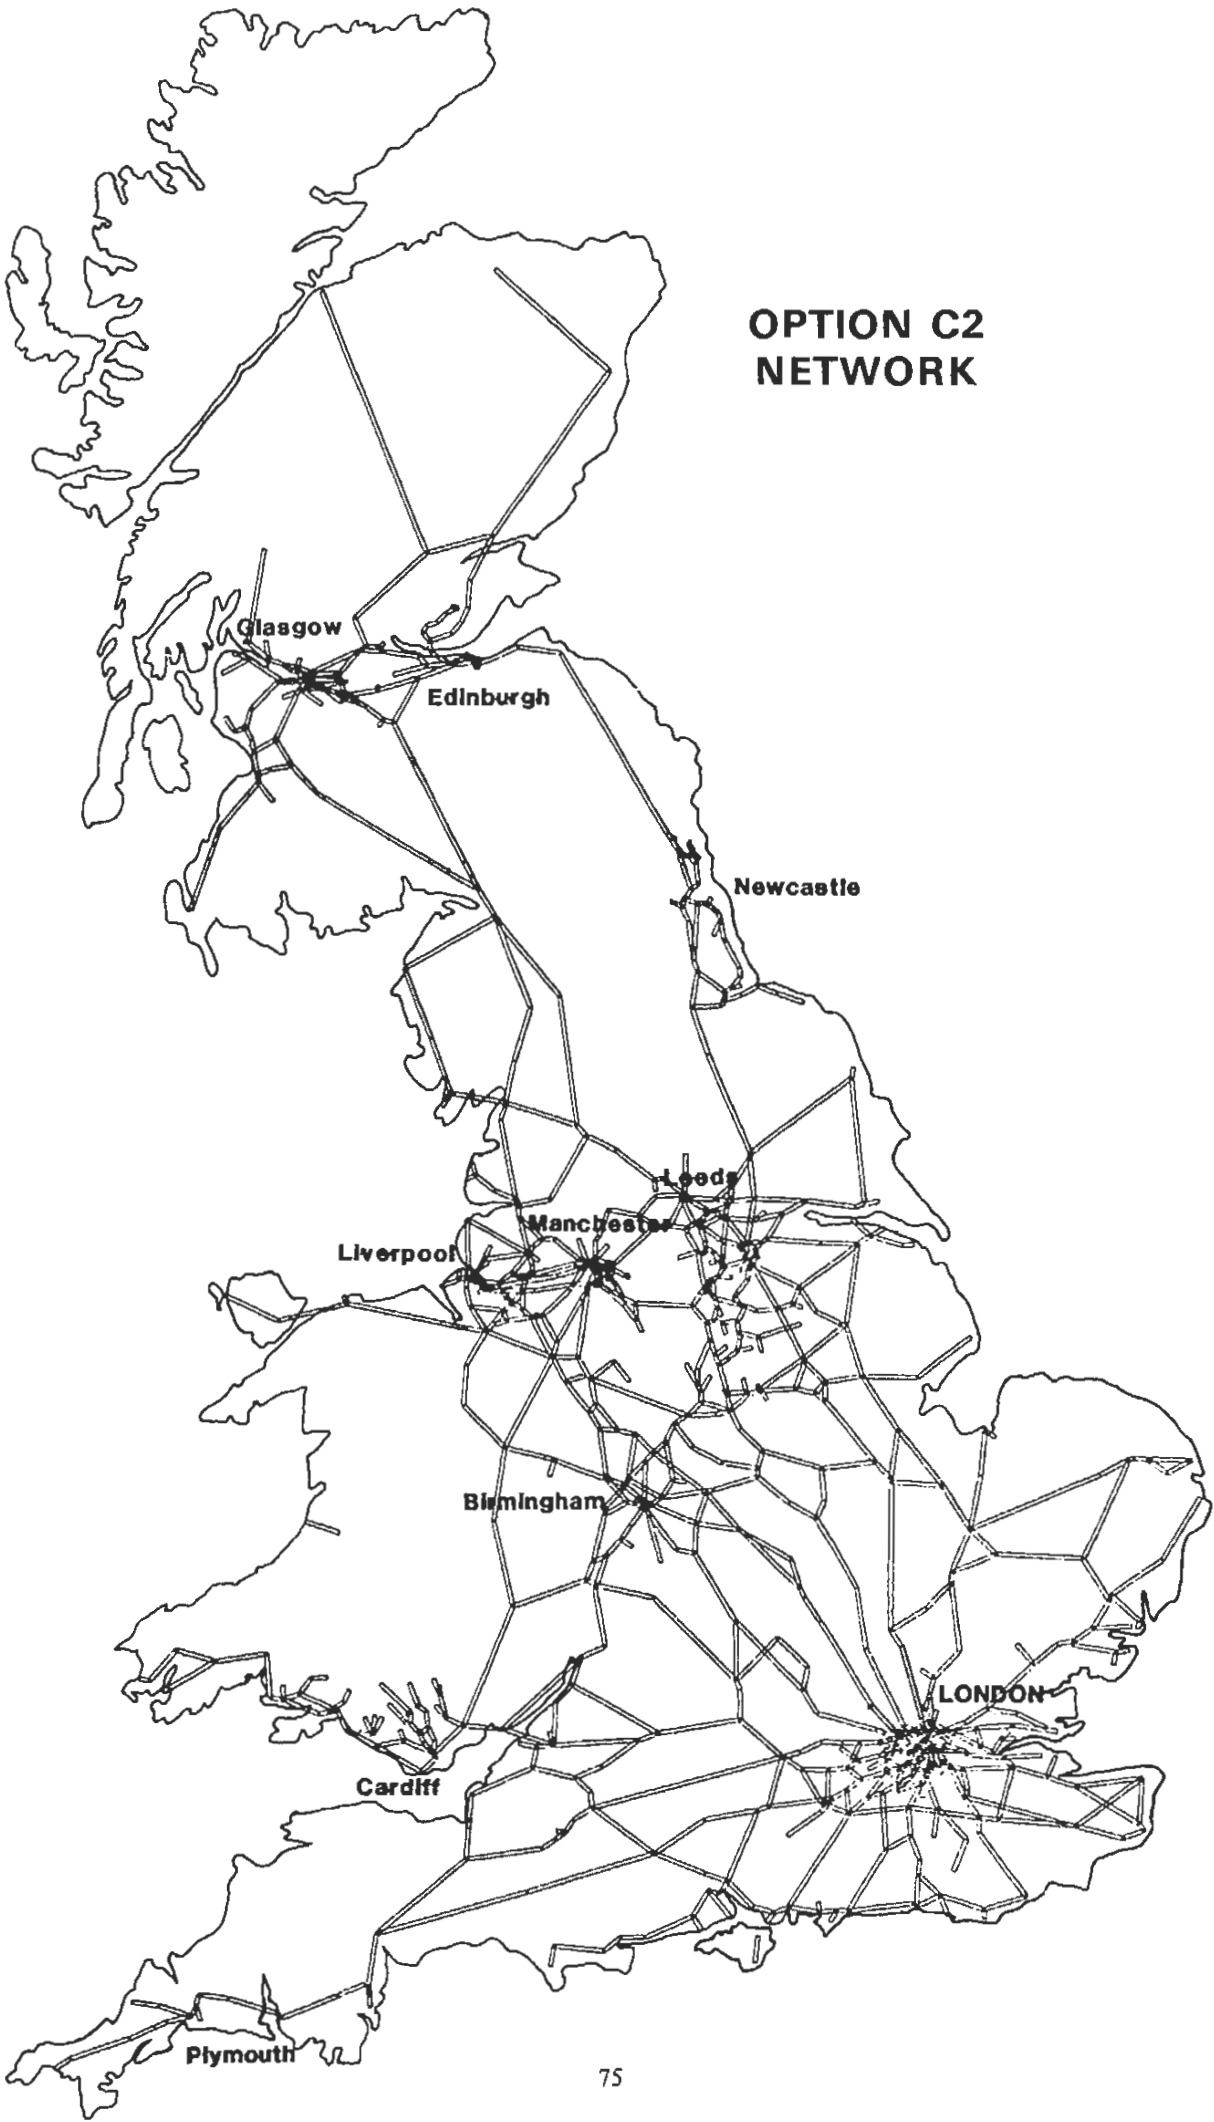 OPTION C2
NETWORK
Glasgow
Edinburgh
Newcastle
Leeds
Manchester
Liverpool
Birmingham
LONDON
Cardiff
Plymouth
75